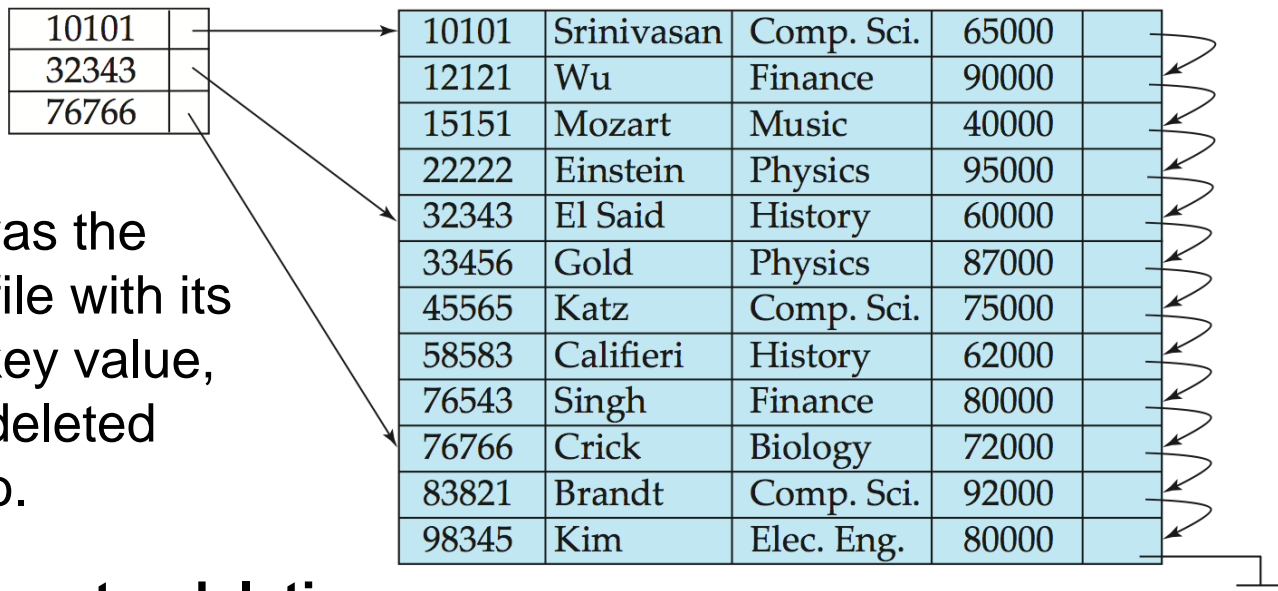 10101
32343
76766
10101 Srinivasan Comp. Sci. 65000
12121 Wu Finance 90000
15151 Mozart Music 40000
22222 Einstein Physics 95000
32343 El Said History 60000
33456 Gold Physics 87000
45565 Katz Comp. Sci. 75000
58583 Califieri History 62000
76543 Singh Finance 80000
76766 Crick Biology 72000
83821 Brandt Comp. Sci. 92000
98345 Kim Elec. Eng. 80000
was the
file with its
key value,
deleted